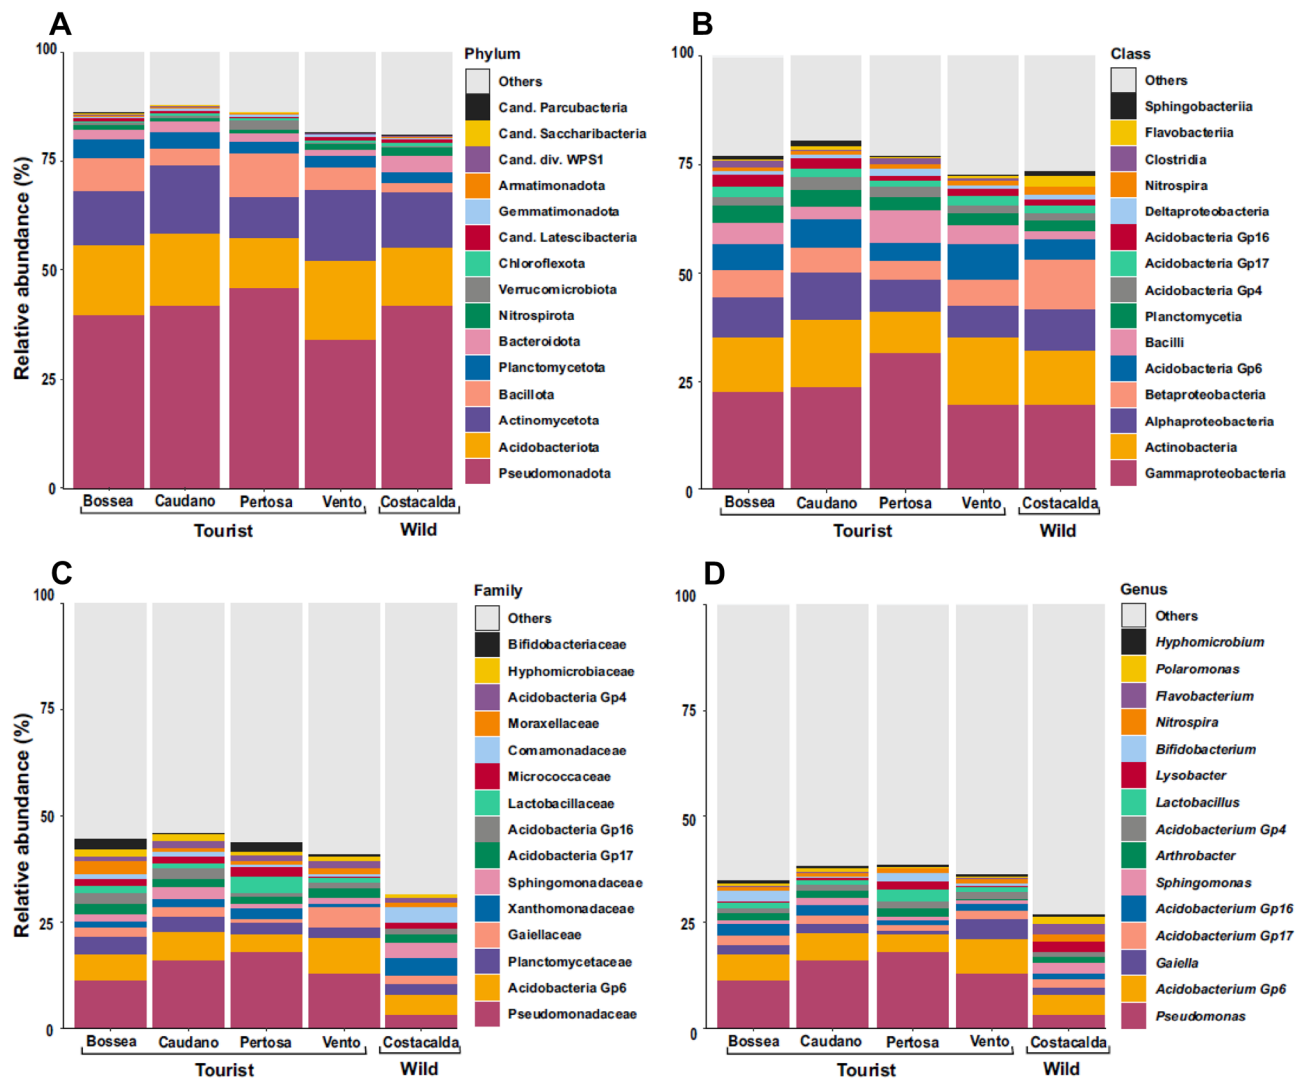 A
Relative abundance (%)
100
75
50
25
0
Bossea Caudano Pertosa Vento Costacalda
Tourist Wild
Phylum
Others
Cand. Parcubacteria
Cand. Saccharibacteria
Cand. div. WPS1
Armatimonadota
Gemmatimonadota
Cand. Latescibacteria
Chloroflexota
Verrucomicrobiota
Nitrospirota
Bacteroidota
Planctomycetota
Bacillota
Actinomycetota
Acidobacteriota
Pseudomonadota
B
100
75
50
25
0
Bossea Caudano Pertosa Vento Costacalda
Tourist Wild
Class
Others
Sphingobacteriia
Flavobacteriia
Clostridia
Nitrospira
Deltaproteobacteria
Acidobacteria Gp16
Acidobacteria Gp17
Acidobacteria Gp4
Planctomycetia
Bacilli
Acidobacteria Gp6
Betaproteobacteria
Alphaproteobacteria
Actinobacteria
Gammaproteobacteria
C
Relative abundance (%)
100
75
50
25
0
Bossea Caudano Pertosa Vento Costacalda
Tourist Wild
Family
Others
Bifidobacteriaceae
Hyphomicrobiaceae
Acidobacteria Gp4
Moraxellaceae
Comamonadaceae
Micrococcaceae
Lactobacillaceae
Acidobacteria Gp16
Acidobacteria Gp17
Sphingomonadaceae
Xanthomonadaceae
Gaiellaceae
Planctomycetaceae
Acidobacteria Gp6
Pseudomonadaceae
D
100
75
50
25
0
Bossea Caudano Pertosa Vento Costacalda
Tourist Wild
Genus
Others
Hyphomicrobium
Polaromonas
Flavobacterium
Nitrospira
Bifidobacterium
Lysobacter
Lactobacillus
Acidobacterium Gp4
Arthrobacter
Sphingomonas
Acidobacterium Gp16
Acidobacterium Gp17
Gaiella
Acidobacterium Gp6
Pseudomonas